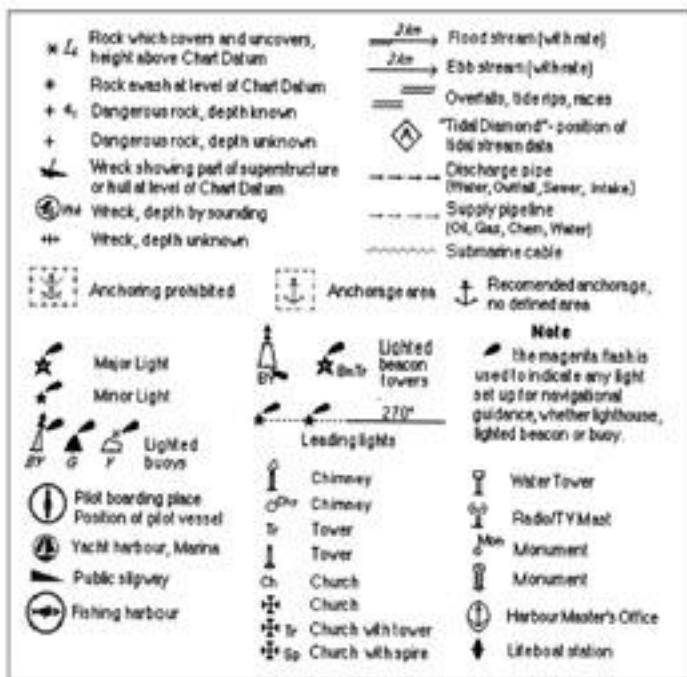 Rock which covers and uncovers,
height above Chart Datum
Rock awash at level of Chart Datum
Dangerous rock, depth known
+ Dangerous rock, depth unknown
Wreck showing part of superstructure
or hull at level of Chart Datum
Wreck, depth by sounding
Wreck, depth unknown
Flood stream (with rate)
Ebb stream (with rate)
Overfalls, tide rips, races
"Tidal Diamond" - position of
tidal stream data
Discharge pipe
(Water, Outfall, Sewer, Intake)
Supply pipeline
(Oil, Gaz, Chem, Water)
Submarine cable
Anchoring prohibited
Anchorage area
Recomended anchorage,
no defined area
Major Light
Minor Light
BY G Y Lighted
buoys
Pilot boarding place
Position of pilot vessel
Yacht harbour, Marina
Public slipway
Fishing harbour
BY BnTr Lighted
beacon
towers
270°
Leading lights
Chimney
Chimney
Tr Tower
Tower
Ch Church
Church
Tr Church with tower
Sp Church with spire
Note
the magenta flash is
used to indicate any light
set up for navigational
guidance, whether lighthouse,
lighted beacon or buoy.
Water Tower
Radio/TV Mast
Mon Monument
Monument
Harbour Master's Office
Lifeboat station